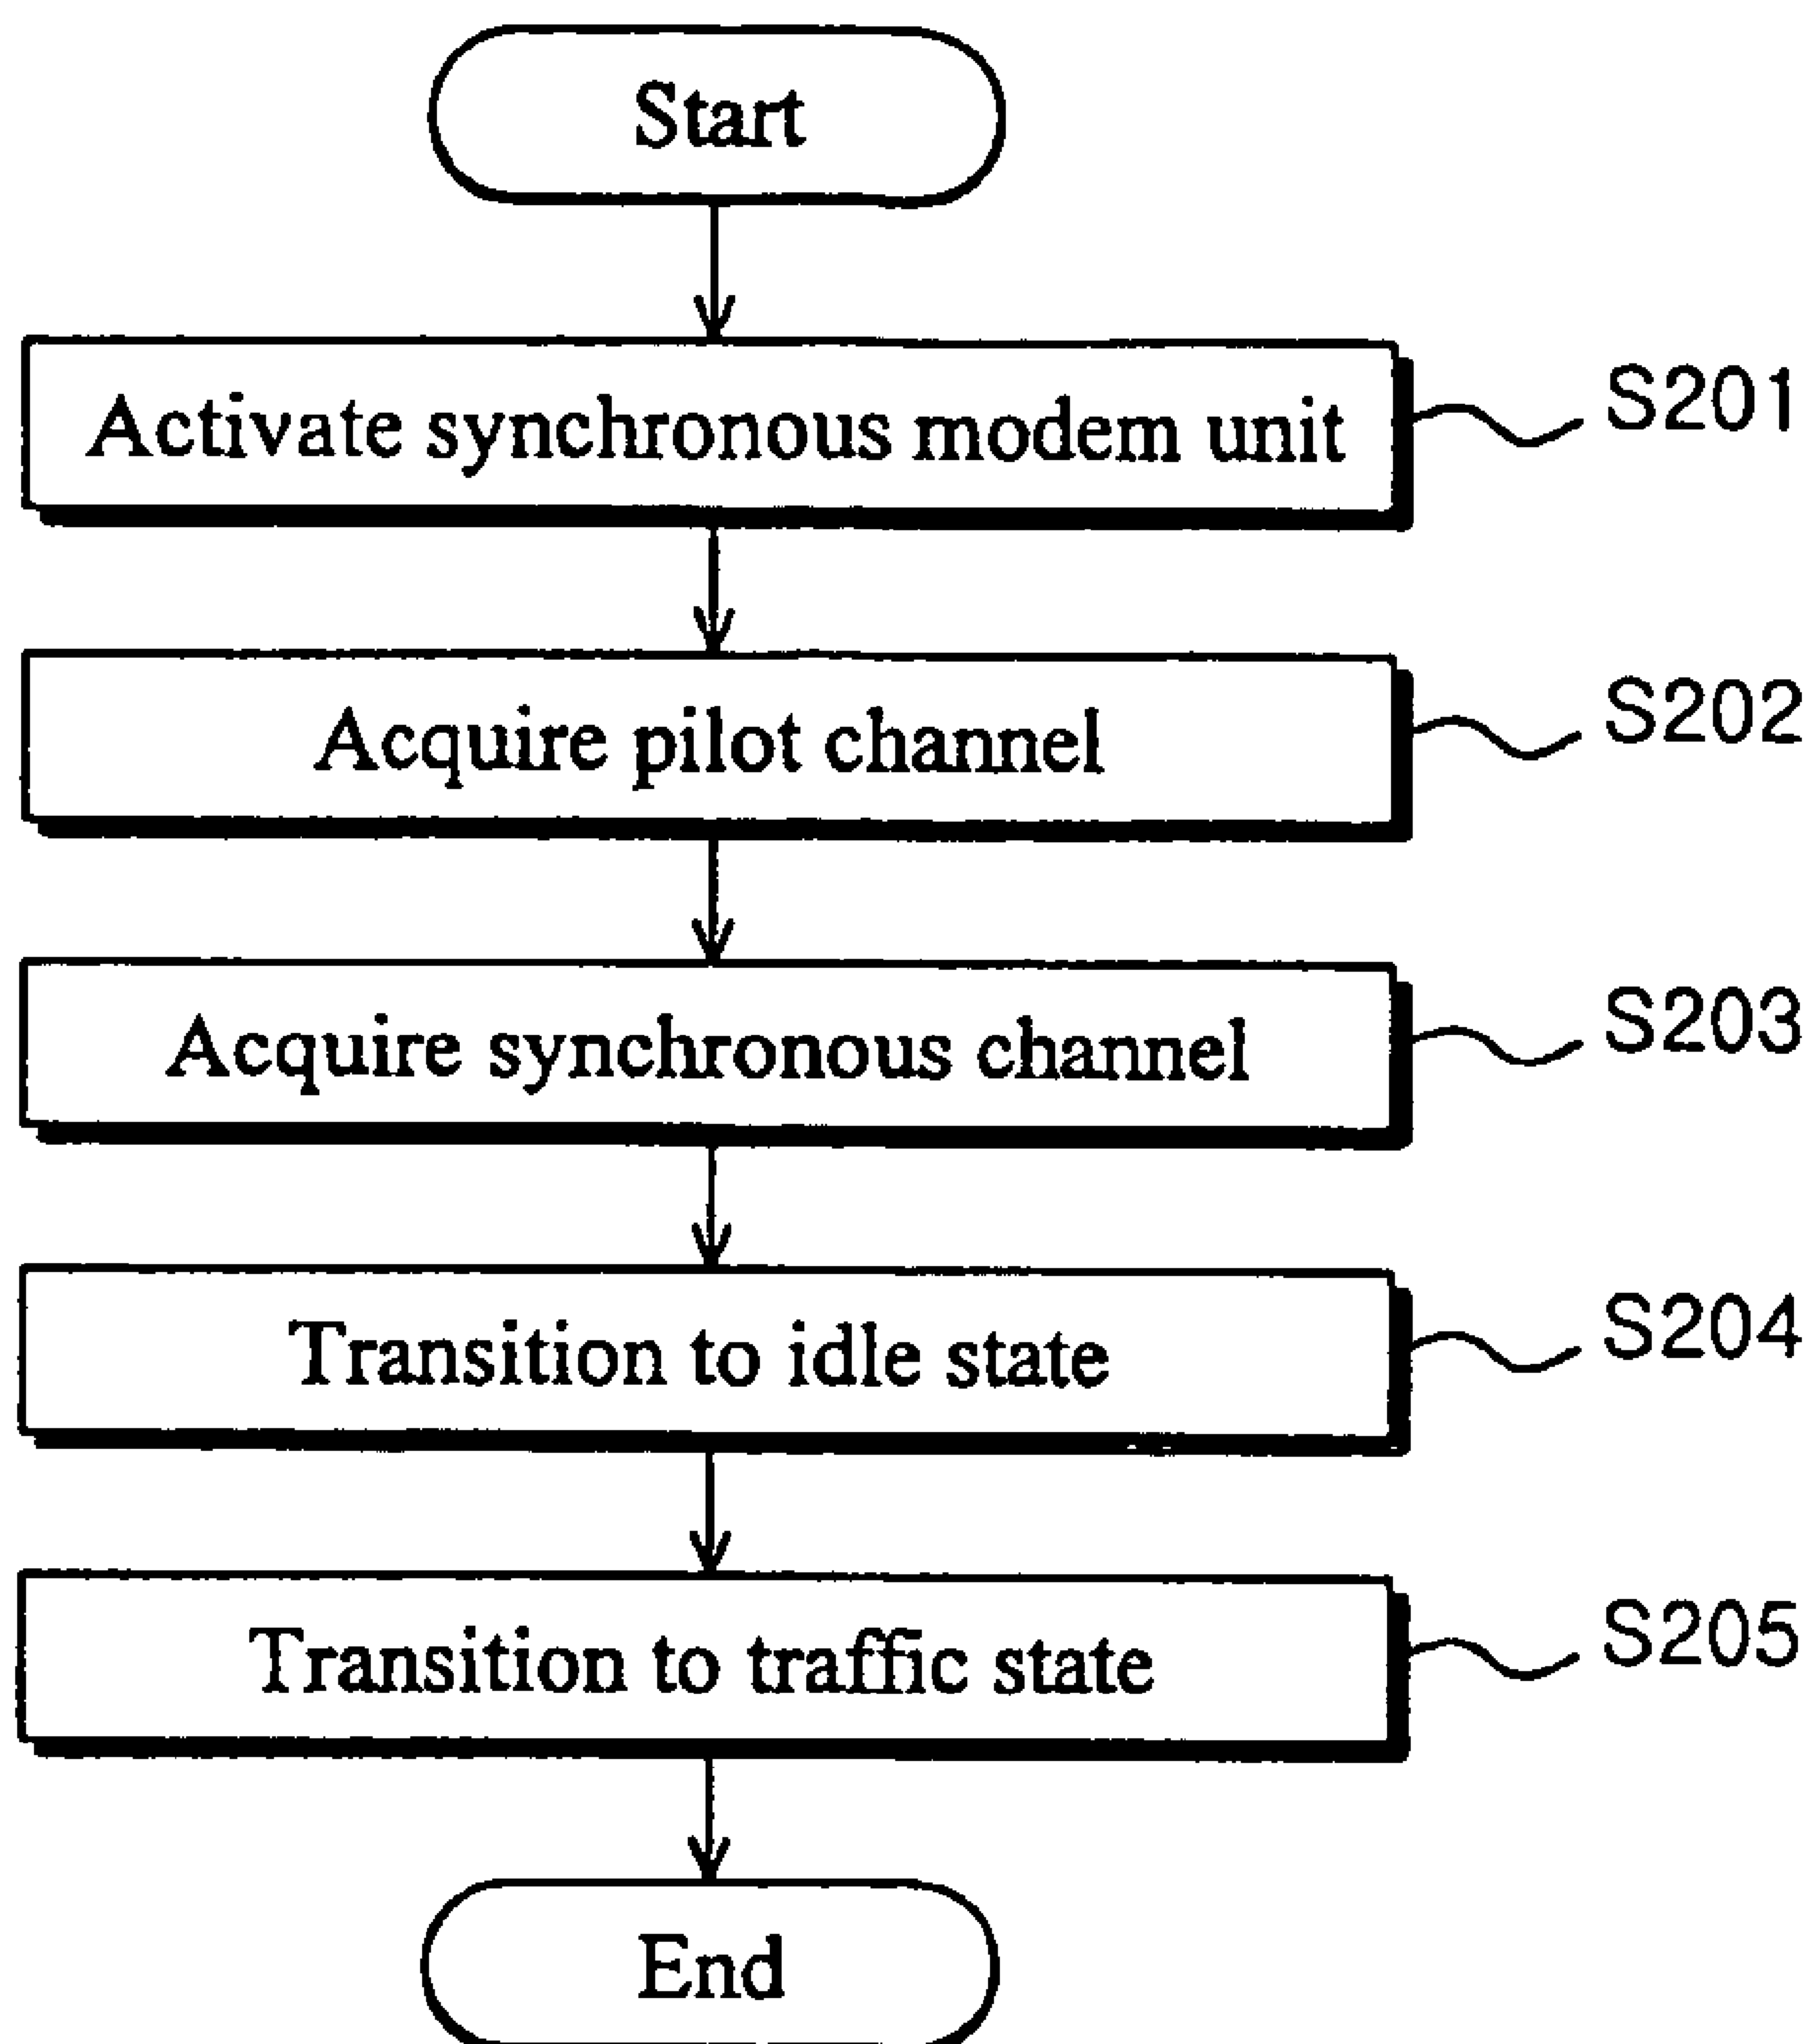 Start
Activate synchronous modem unit
S201
Acquire pilot channel
S202
Acquire synchronous channel
S203
Transition to idle state
S204
Transition to traffic state
S205
End